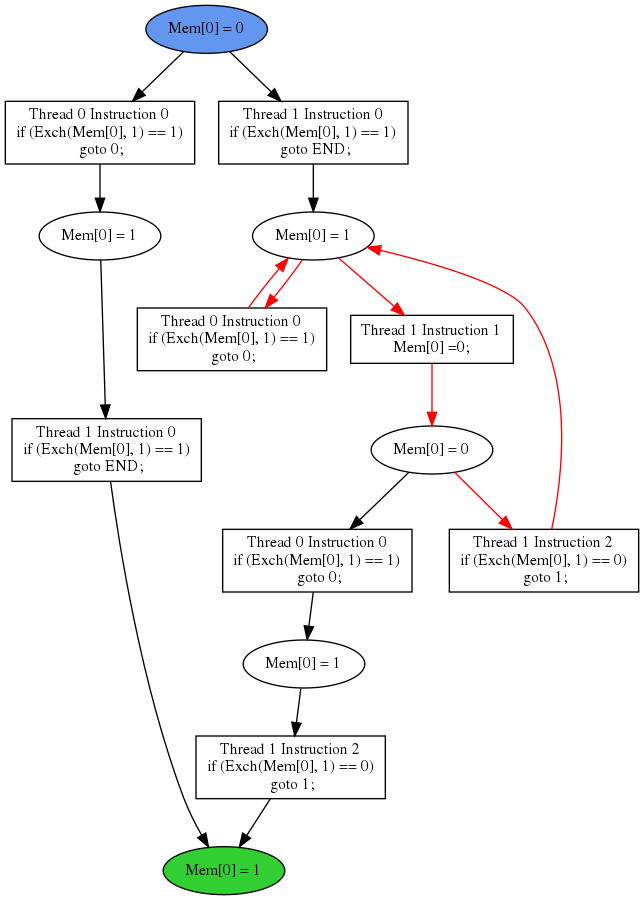 Mem[0] = 0
Thread 0 Instruction 0
if (Exch(Mem[0], 1) == 1)
goto 0;
Thread 1 Instruction 0
if (Exch(Mem[0], 1) == 1)
goto END;
Mem[0] = 1
Mem[0] = 1
Thread 0 Instruction 0
if (Exch(Mem[0], 1) == 1)
goto 0;
Thread 1 Instruction 1
Mem[0] =0;
Thread 1 Instruction 0
if (Exch(Mem[0], 1) == 1)
goto END;
Mem[0] = 0
Thread 0 Instruction 0
if (Exch(Mem[0], 1) == 1)
goto 0;
Thread 1 Instruction 2
if (Exch(Mem[0], 1) == 0)
goto 1;
Mem[0] = 1
Thread 1 Instruction 2
if (Exch(Mem[0], 1) == 0)
goto 1;
Mem[0] = 1